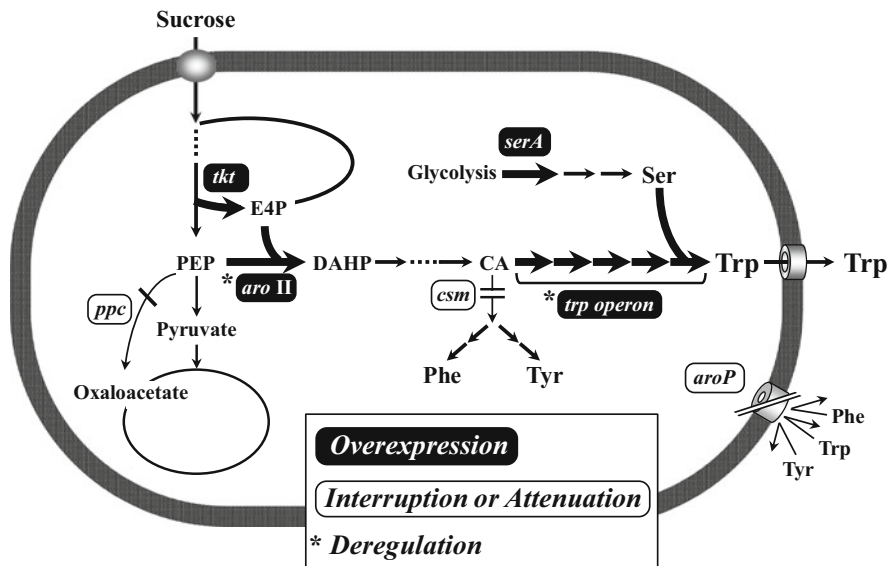 Sucrose
tkt
E4P
serA
Glycolysis
Ser
PEP
* aro II
DAHP
CA
Trp
Trp
ppc
csm
* trp operon
Pyruvate
Phe
Tyr
Oxaloacetate
aroP
Phe
Trp
Tyr
Overexpression
Interruption or Attenuation
* Deregulation